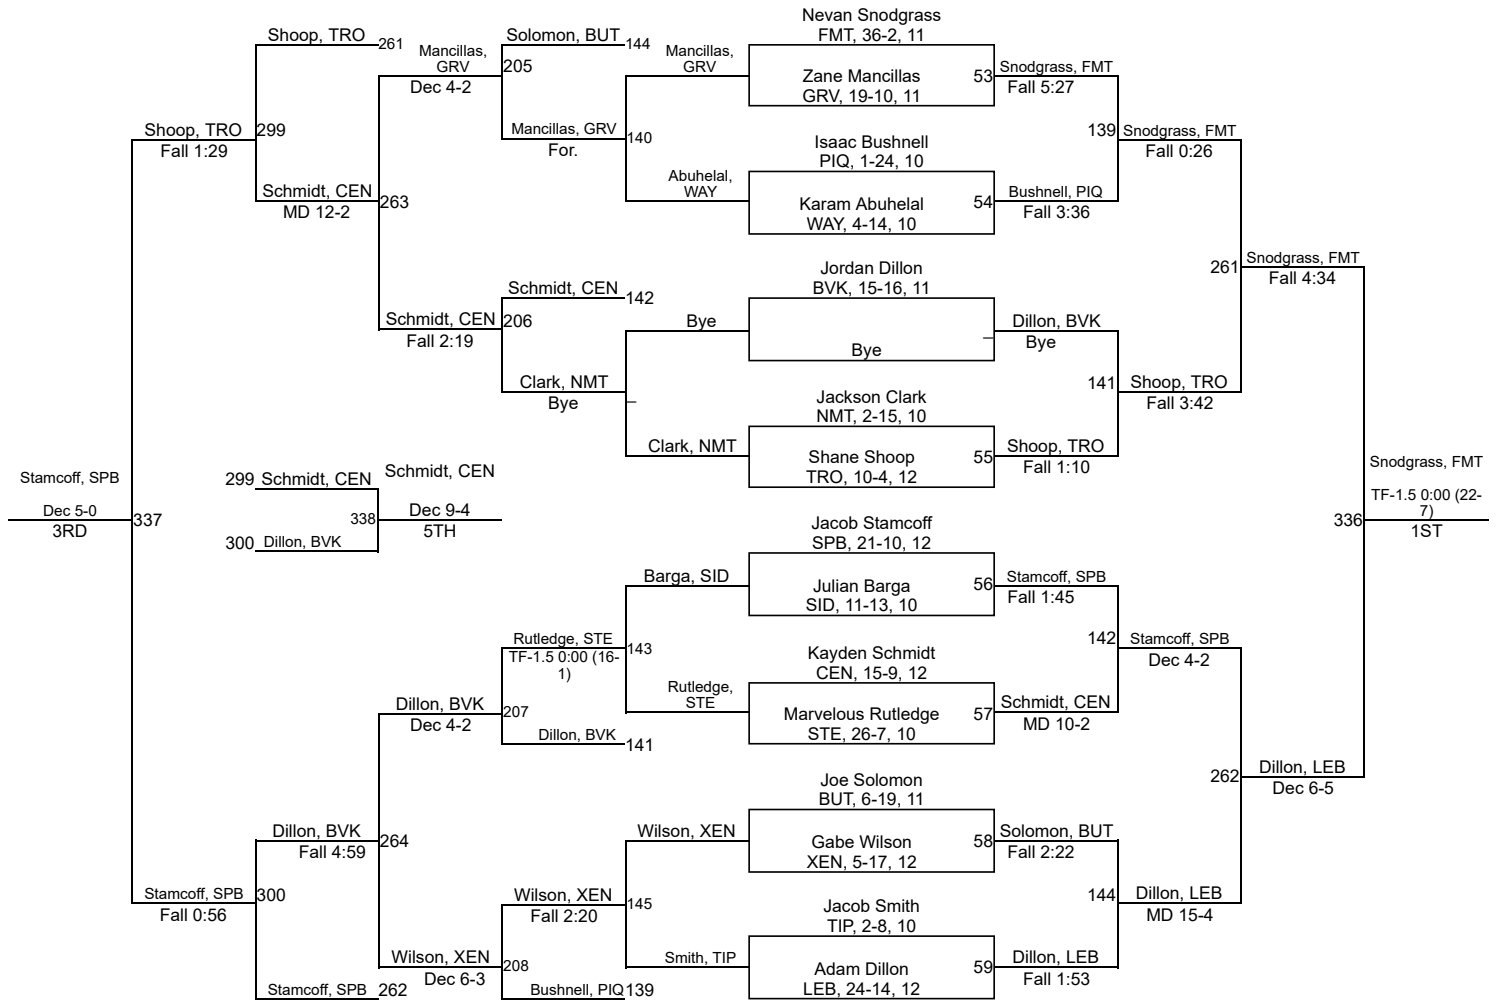 Nevan Snodgrass
FMT, 36-2, 11
Zane Mancillas
GRV, 19-10, 11
53
Isaac Bushnell
PIQ, 1-24, 10
Karam Abuhelal
WAY, 4-14, 10
54
Jordan Dillon
BVK, 15-16, 11
Bye
_
Jackson Clark
NMT, 2-15, 10
Shane Shoop
TRO, 10-4, 12
55
Jacob Stamcoff
SPB, 21-10, 12
Julian Barga
SID, 11-13, 10
56
Kayden Schmidt
CEN, 15-9, 12
Marvelous Rutledge
STE, 26-7, 10
57
Joe Solomon
BUT, 6-19, 11
Gabe Wilson
XEN, 5-17, 12
58
Jacob Smith
TIP, 2-8, 10
Adam Dillon
LEB, 24-14, 12
59
Snodgrass, FMT
Fall 5:27
Bushnell, PIQ
Fall 3:36
Dillon, BVK
Bye
Shoop, TRO
Fall 1:10
Stamcoff, SPB
Fall 1:45
Schmidt, CEN
MD 10-2
Solomon, BUT
Fall 2:22
Dillon, LEB
Fall 1:53
139
Snodgrass, FMT
Fall 0:26
141
Shoop, TRO
Fall 3:42
142
Stamcoff, SPB
Dec 4-2
144
Dillon, LEB
MD 15-4
261
Snodgrass, FMT
Fall 4:34
262
Dillon, LEB
Dec 6-5
336
Snodgrass, FMT
TF-1.5 0:00 (22-
7)
1ST
Mancillas,
GRV
Abuhelal,
WAY
Bye
Clark, NMT
Barga, SID
Rutledge,
STE
Wilson, XEN
Smith, TIP
Solomon, BUT
144
Mancillas, GRV
For.
140
Schmidt, CEN
142
Clark, NMT
Bye
_
Rutledge, STE
TF-1.5 0:00 (16-
1)
143
Dillon, BVK
141
Wilson, XEN
Fall 2:20
145
Bushnell, PIQ
139
Mancillas,
GRV
Dec 4-2
205
Schmidt, CEN
Fall 2:19
206
Dillon, BVK
Dec 4-2
207
Wilson, XEN
Dec 6-3
208
Shoop, TRO
261
Schmidt, CEN
MD 12-2
263
Dillon, BVK
Fall 4:59
264
Stamcoff, SPB
262
Shoop, TRO
Fall 1:29
299
Stamcoff, SPB
Fall 0:56
300
Stamcoff, SPB
Dec 5-0
3RD
337
299
Schmidt, CEN
300
Dillon, BVK
338
Schmidt, CEN
Dec 9-4
5TH